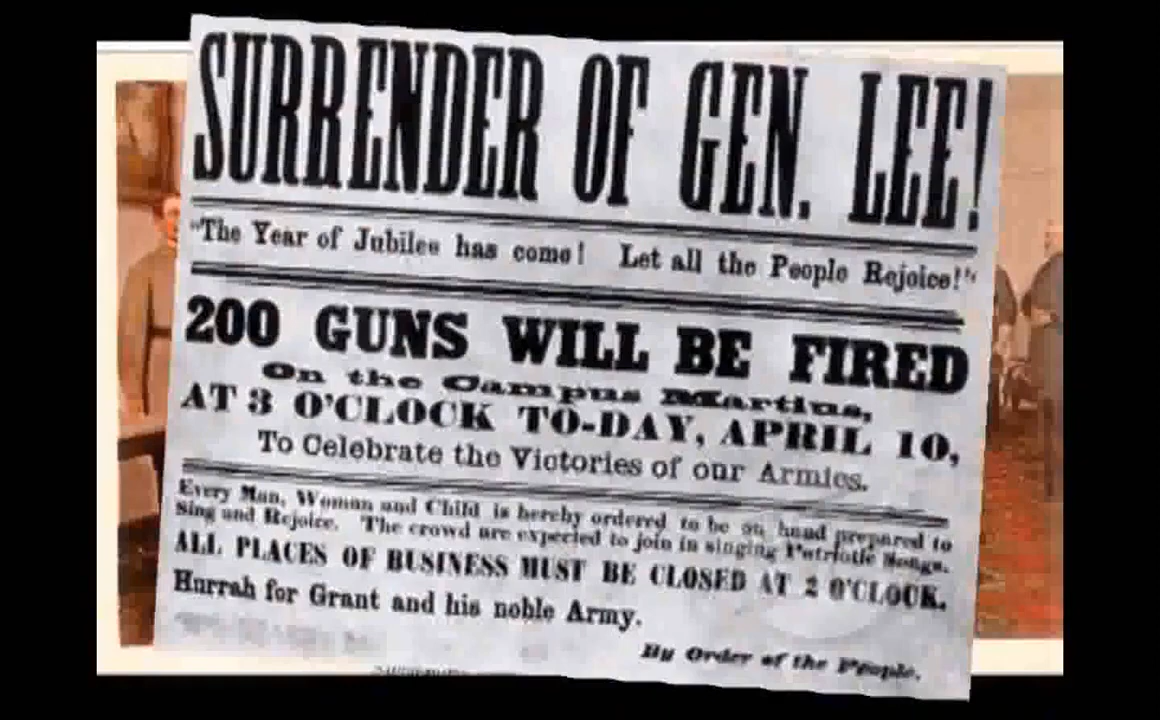 SURRENDER OF GEN. LEE!
"The Year of Jubilee has come! Let all the People Rejoice!"
200 GUNS WILL BE FIRED
On the Campus Martius,
AT 3 O'CLOCK TO-DAY, APRIL 10,
To Celebrate the Victories of our Armies.
Every Man, Woman and Child is hereby ordered to be on hand prepared to
Sing and Rejoice. The crowd are expected to join in singing Patriotic Songs.
ALL PLACES OF BUSINESS MUST BE CLOSED AT 2 O'CLOCK.
Hurrah for Grant and his noble Army.
By Order of the People.